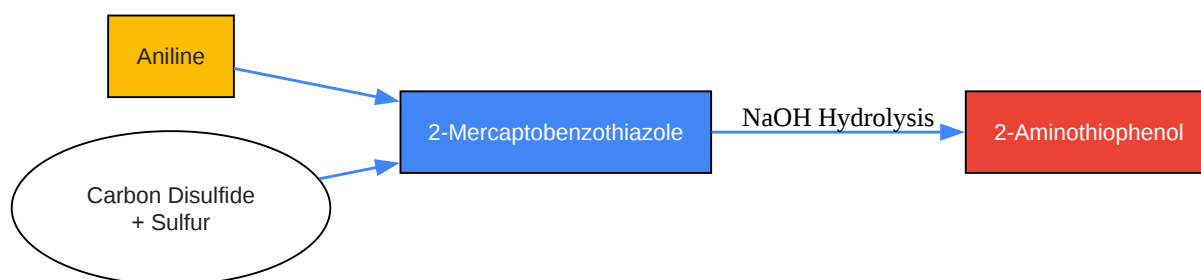 Aniline
Carbon Disulfide
+ Sulfur
2-Mercaptobenzothiazole
NaOH Hydrolysis
2-Aminothiophenol